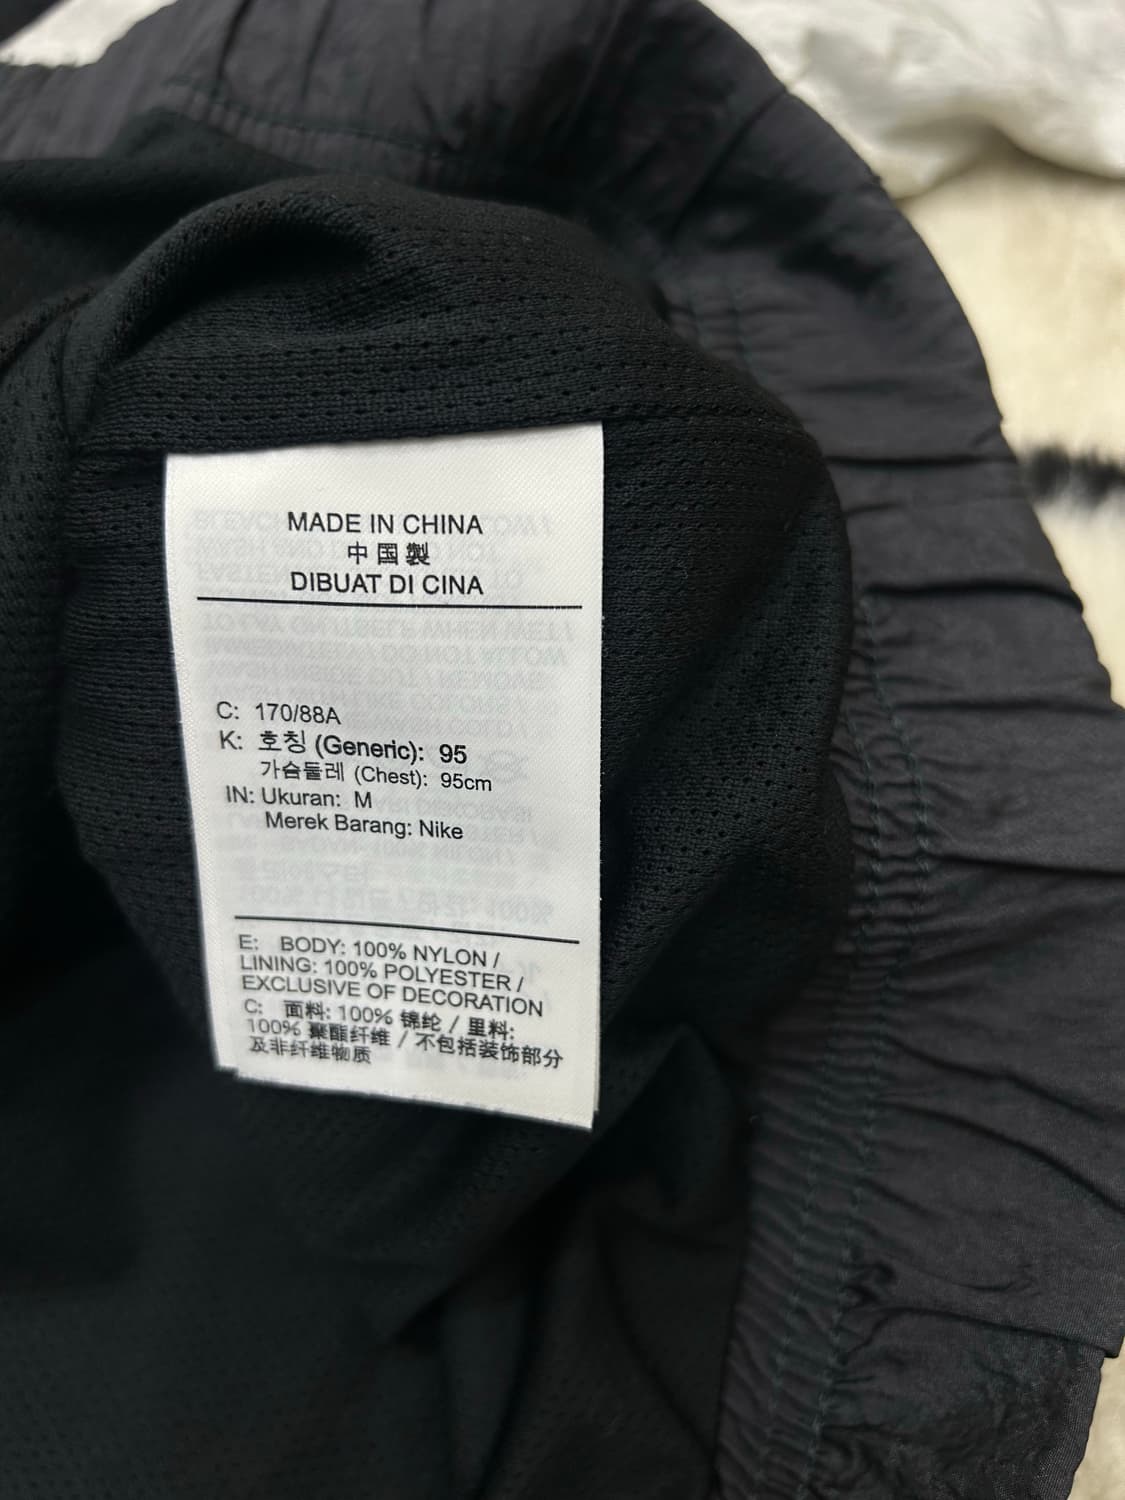 MADE IN CHINA
中国製
DIBUAT DI CINA
C: 170/88A
K: 호칭 (Generic): 95
가슴둘레 (Chest): 95cm
IN: Ukuran: M
Merek Barang: Nike
E: BODY: 100% NYLON /
LINING: 100% POLYESTER /
EXCLUSIVE OF DECORATION
C: 面料: 100% 锦纶 / 里料:
100% 聚酯纤维 / 不包括装饰部分
及非纤维物质